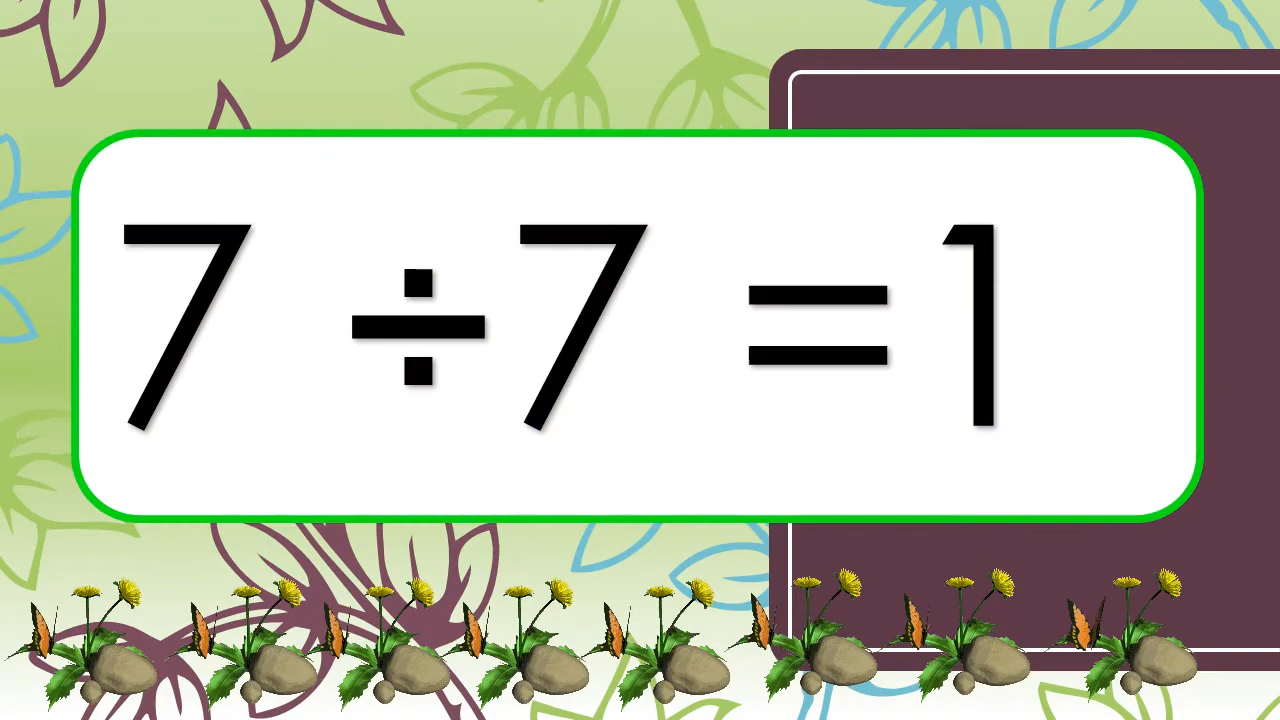 7 ÷ 7 = 1